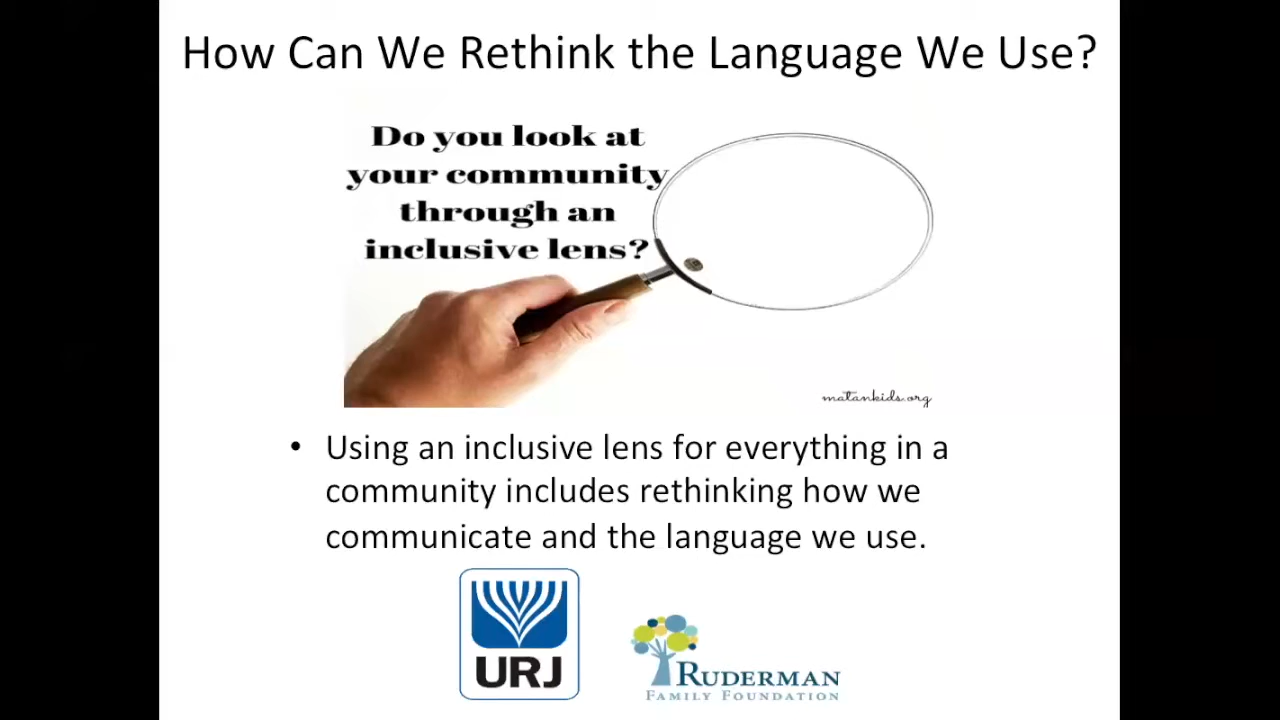 How Can We Rethink the Language We Use?
Do you look at
your community
through an
inclusive lens?
matankids.org
• Using an inclusive lens for everything in a
community includes rethinking how we
communicate and the language we use.
URJ
RUDERMAN
FAMILY FOUNDATION